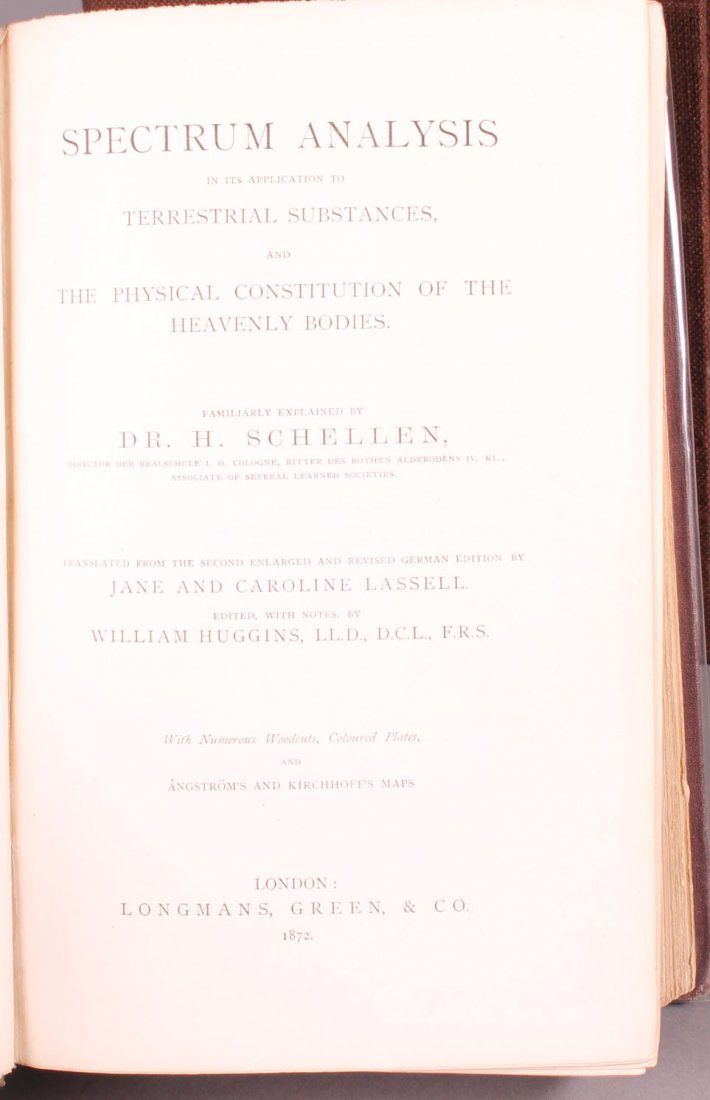 SPECTRUM ANALYSIS
IN ITS APPLICATION TO
TERRESTRIAL SUBSTANCES,
AND
THE PHYSICAL CONSTITUTION OF THE
HEAVENLY BODIES.
FAMILIARLY EXPLAINED BY
DR. H. SCHELLEN,
DIRECTOR DER REALSCHULE I. O. COLOGNE, RITTER DES ROTHEN ALDERODENS IV. KL.,
ASSOCIATE OF SEVERAL LEARNED SOCIETIES.
TRANSLATED FROM THE SECOND ENLARGED AND REVISED GERMAN EDITION BY
JANE AND CAROLINE LASSELL.
EDITED, WITH NOTES, BY
WILLIAM HUGGINS, LL.D., D.C.L., F.R.S.
With Numerous Woodcuts, Coloured Plates,
AND
ÅNGSTRÖM'S AND KIRCHHOFF'S MAPS.
LONDON:
LONGMANS, GREEN, & CO.
1872.